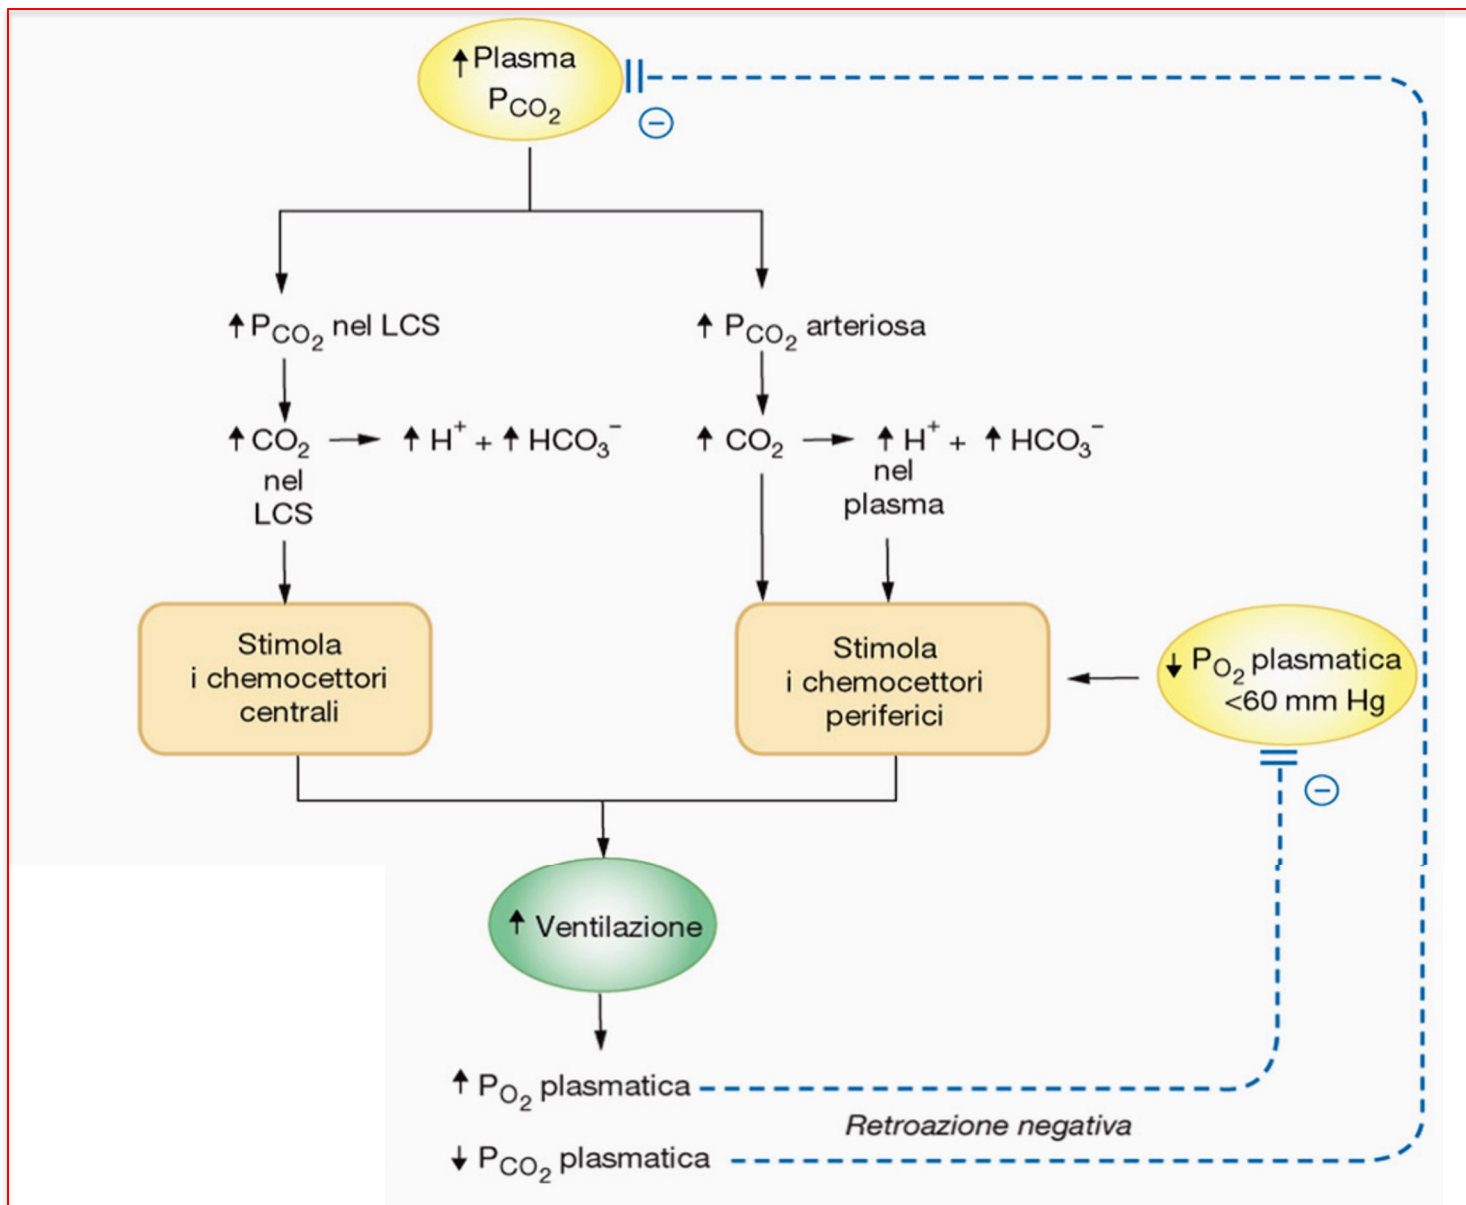 ↑ Plasma
PCO2
−
↑ PCO2 nel LCS
↑ PCO2 arteriosa
↑ CO2 → ↑ H+ + ↑ HCO3−
nel
LCS
↑ CO2 → ↑ H+ + ↑ HCO3−
nel
plasma
Stimola
i chemocettori
centrali
Stimola
i chemocettori
periferici
↓ PO2 plasmatica
<60 mm Hg
−
↑ Ventilazione
↑ PO2 plasmatica
Retroazione negativa
↓ PCO2 plasmatica